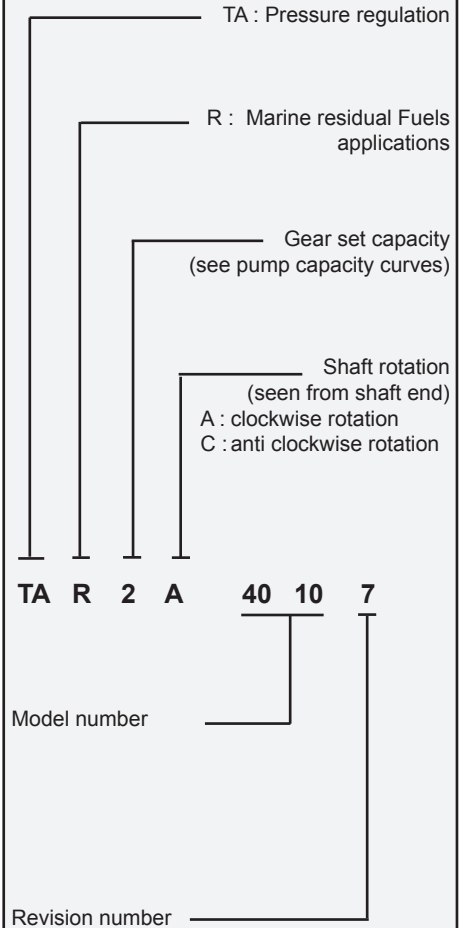 TA : Pressure regulation
R : Marine residual Fuels
applications
Gear set capacity
(see pump capacity curves)
Shaft rotation
(seen from shaft end)
A : clockwise rotation
C : anti clockwise rotation
TA R 2 A 40 10 7
Model number
Revision number